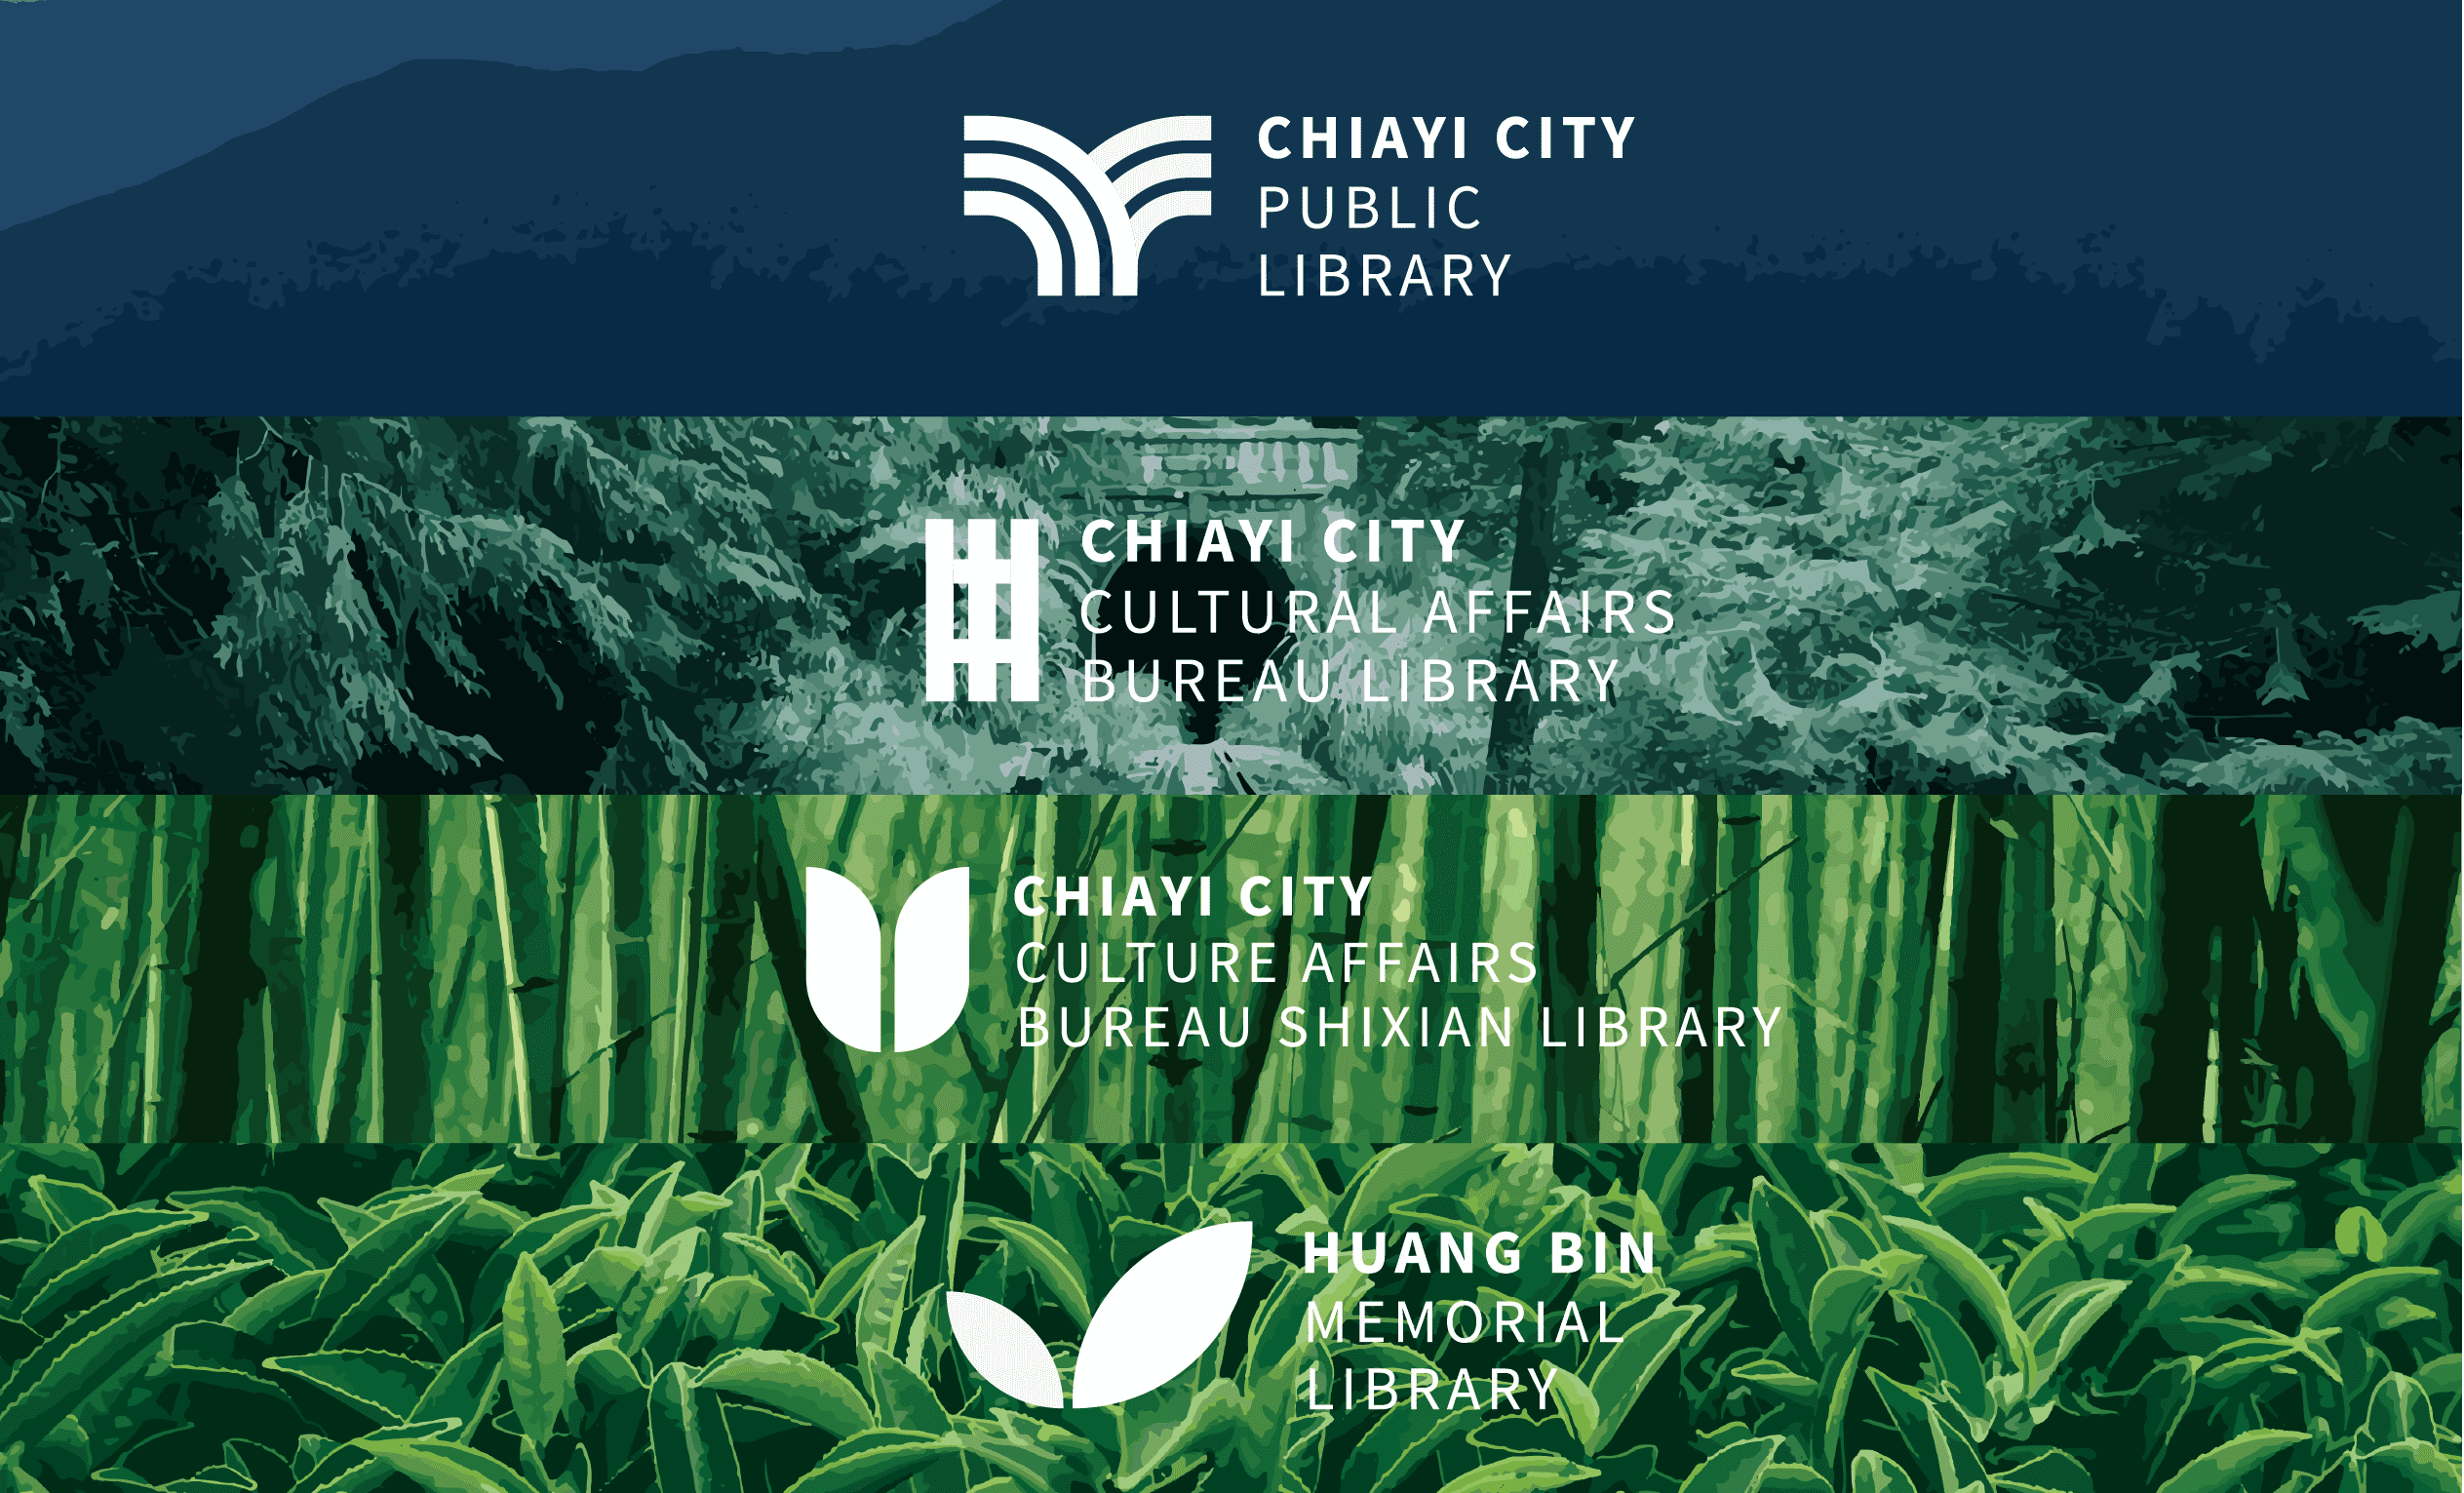 CHIAYI CITY
PUBLIC
LIBRARY
CHIAYI CITY
CULTURAL AFFAIRS
BUREAU LIBRARY
CHIAYI CITY
CULTURE AFFAIRS
BUREAU SHIXIAN LIBRARY
HUANG BIN
MEMORIAL
LIBRARY